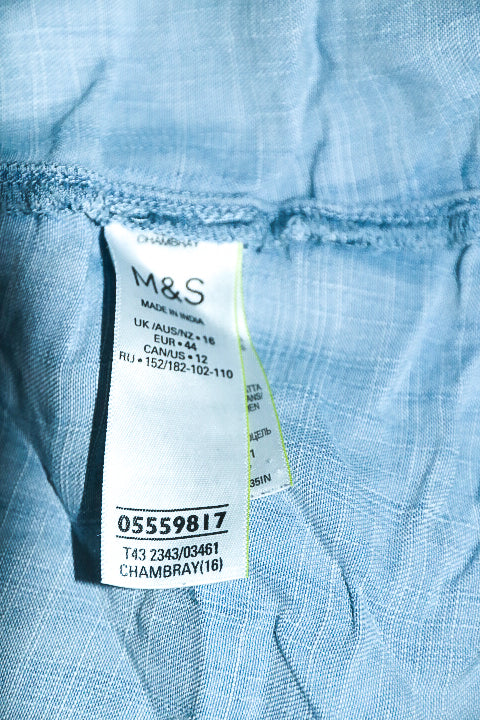 CHAMBRAY
M&S
MADE IN INDIA
UK/AUS/NZ • 16
EUR • 44
CAN/US • 12
RU • 152/182-102-110
05559817
T43 2343/03461
CHAMBRAY(16)
35IN